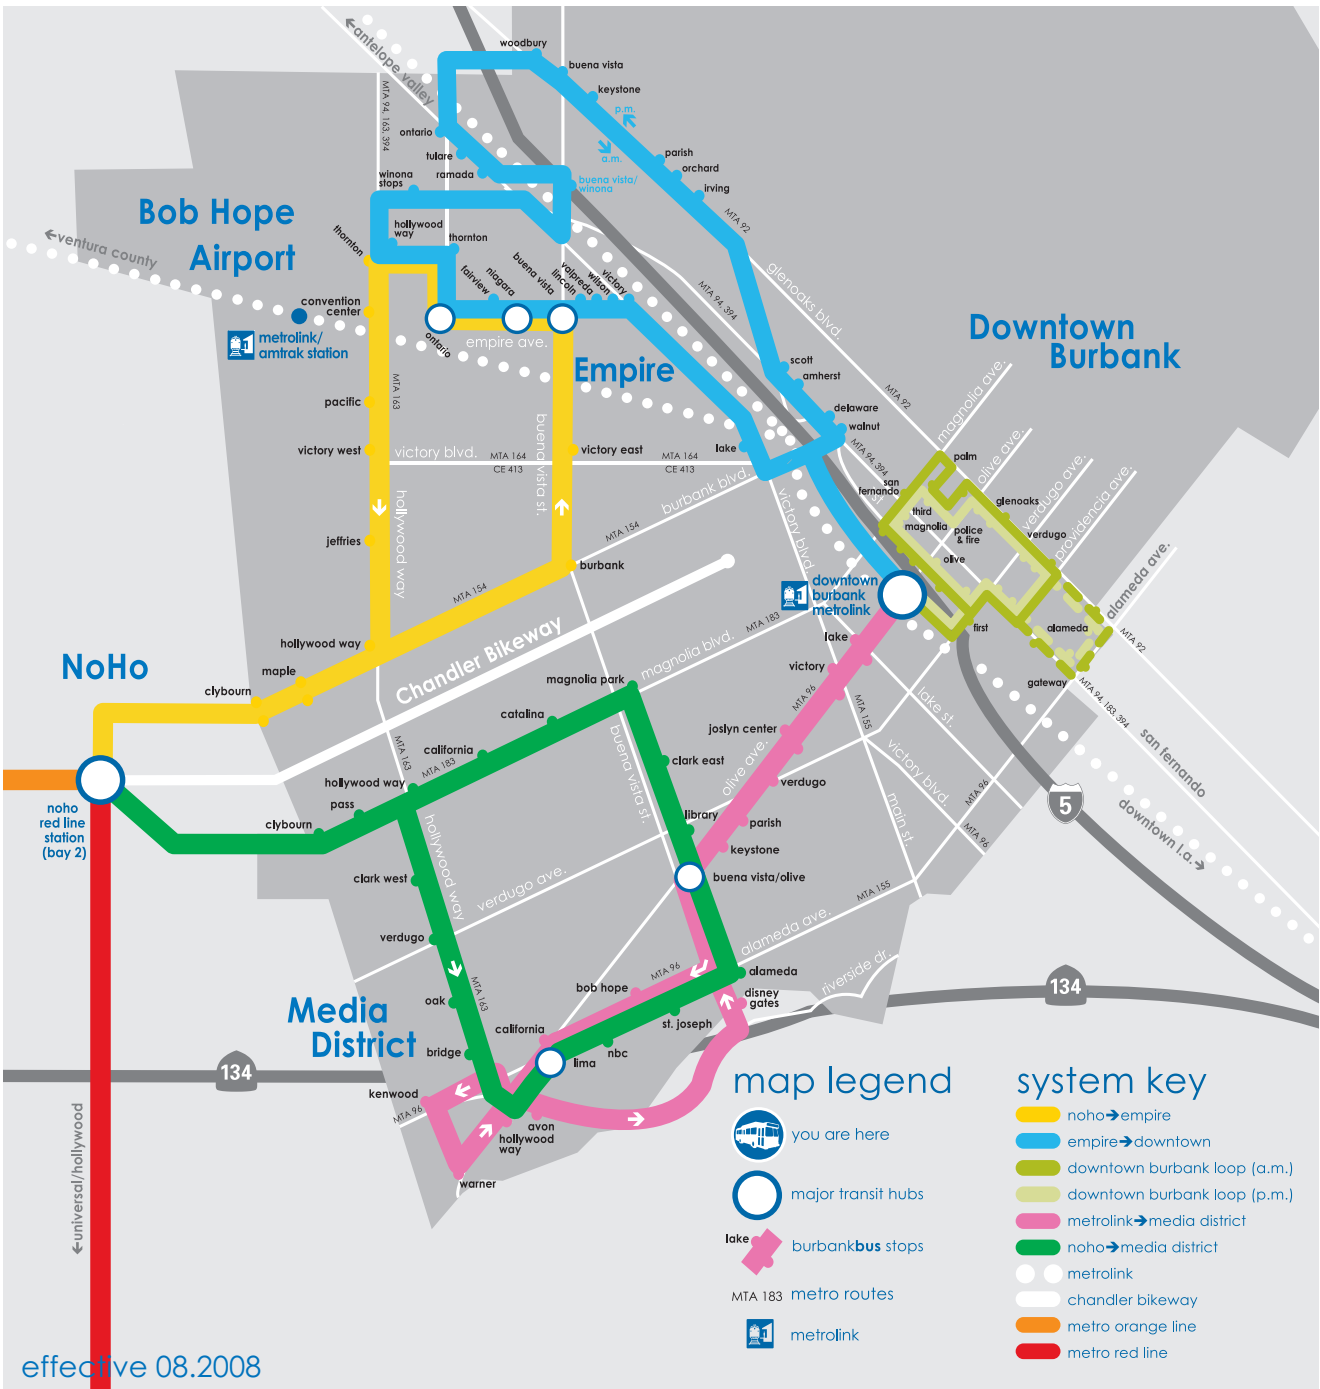 woodbury
buena vista
keystone
p.m.
a.m.
antelope valley
MTA 94, 163, 394
ontario
tulare
ramada
winona
stops
buena vista/
winona
parish
orchard
irving
MTA 92
Bob Hope
Airport
ventura county
thornton
hollywood
way
thornton
fairview
niagara
buena vista
lincoln
valpreda
wilson
victory
MTA 94, 394
glenoaks blvd.
convention
center
metrolink/
amtrak station
ontario
empire ave.
Empire
Downtown
Burbank
scott
amherst
MTA 92
magnolia ave.
MTA 163
pacific
buena vista st.
delaware
walnut
olive ave.
victory west
victory blvd.
MTA 164
CE 413
victory east
MTA 164
CE 413
lake
MTA 94, 394
palm
verdugo ave.
providencia ave.
burbank blvd.
san
fernando
st
glenoaks
hollywood way
victory blvd.
third
magnolia
police
& fire
verdugo
jeffries
MTA 154
olive
burbank
downtown
burbank
metrolink
alameda ave.
MTA 154
MTA 183
first
alameda
MTA 92
hollywood way
Chandler Bikeway
magnolia blvd.
lake
NoHo
maple
victory
gateway
MTA 94, 183, 394
clybourn
magnolia park
MTA 96
MTA 155
lake st.
catalina
joslyn center
san fernando
MTA 163
california
MTA 183
buena vista st.
clark east
olive ave.
victory blvd.
hollywood way
verdugo
MTA 96
noho
red line
station
(bay 2)
pass
clybourn
library
parish
main st.
MTA 96
5
downtown l.a.
hollywood way
keystone
clark west
verdugo ave.
buena vista/olive
MTA 155
verdugo
alameda ave.
MTA 96
alameda
riverside dr.
MTA 163
bob hope
disney
gates
134
oak
Media
District
california
st. joseph
bridge
nbc
lima
134
kenwood
MTA 96
avon
hollywood
way
warner
universal/hollywood
map legend
you are here
major transit hubs
lake
burbankbus stops
MTA 183
metro routes
metrolink
system key
noho➔empire
empire➔downtown
downtown burbank loop (a.m.)
downtown burbank loop (p.m.)
metrolink➔media district
noho➔media district
metrolink
chandler bikeway
metro orange line
metro red line
effective 08.2008